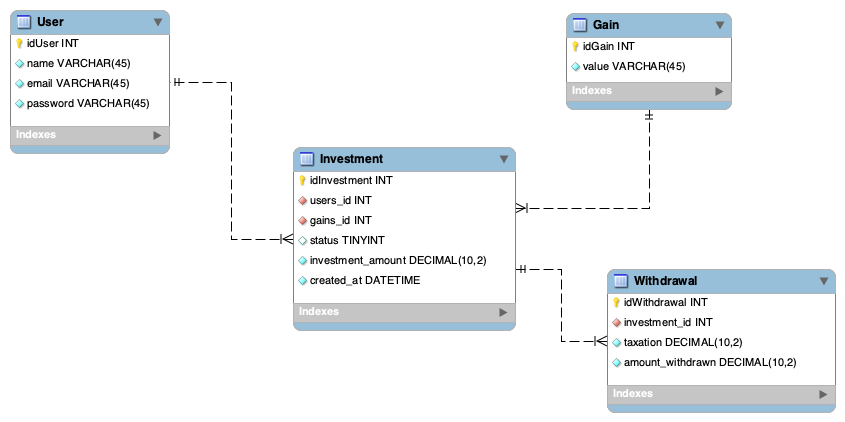 User
idUser INT
name VARCHAR(45)
email VARCHAR(45)
password VARCHAR(45)
Indexes
Gain
idGain INT
value VARCHAR(45)
Indexes
Investment
idInvestment INT
users_id INT
gains_id INT
status TINYINT
investment_amount DECIMAL(10,2)
created_at DATETIME
Indexes
Withdrawal
idWithdrawal INT
investment_id INT
taxation DECIMAL(10,2)
amount_withdrawn DECIMAL(10,2)
Indexes